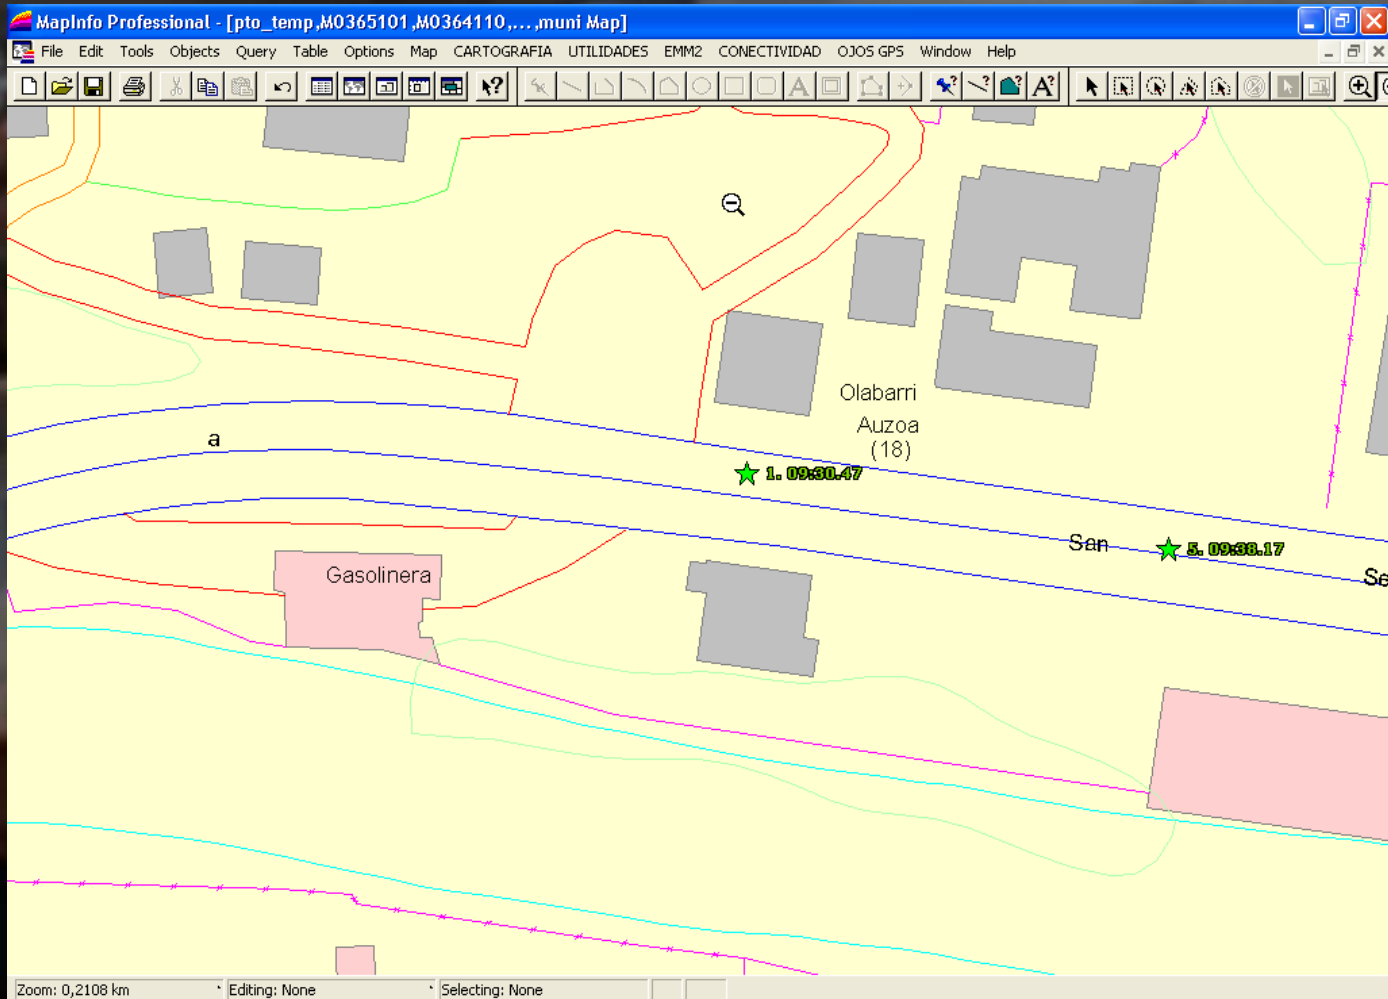 MapInfo Professional - [pto_temp,M0365101,M0364110,...,muni Map]
File Edit Tools Objects Query Table Options Map CARTOGRAFIA UTILIDADES EMM2 CONECTIVIDAD OJOS GPS Window Help
Olabarri
Auzoa
(18)
a
1. 09:30.47
San
5. 09:38.17
Se
Gasolinera
Zoom: 0,2108 km Editing: None Selecting: None